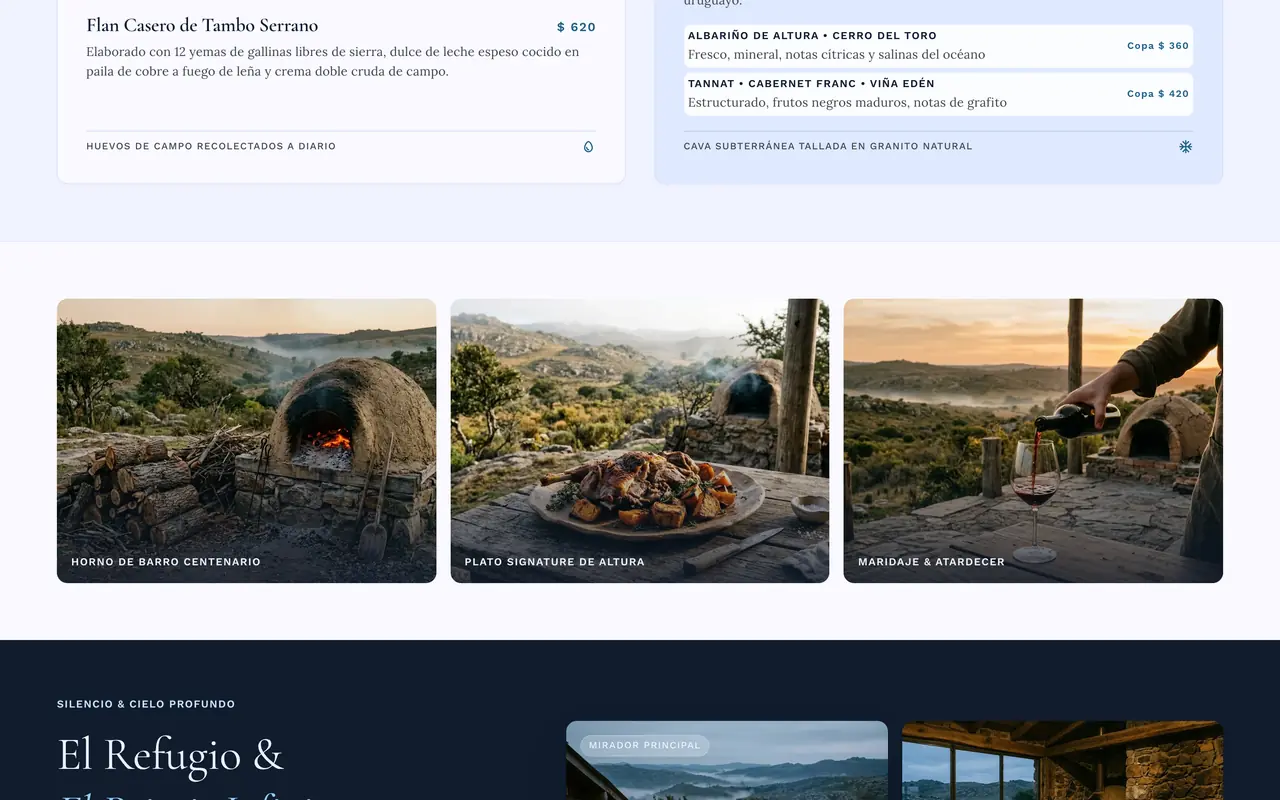 uruguayo.
Flan Casero de Tambo Serrano
$ 620
Elaborado con 12 yemas de gallinas libres de sierra, dulce de leche espeso cocido en
paila de cobre a fuego de leña y crema doble cruda de campo.
HUEVOS DE CAMPO RECOLECTADOS A DIARIO
ALBARIÑO DE ALTURA • CERRO DEL TORO
Fresco, mineral, notas cítricas y salinas del océano
Copa $ 360
TANNAT • CABERNET FRANC • VIÑA EDÉN
Estructurado, frutos negros maduros, notas de grafito
Copa $ 420
CAVA SUBTERRÁNEA TALLADA EN GRANITO NATURAL
HORNO DE BARRO CENTENARIO
PLATO SIGNATURE DE ALTURA
MARIDAJE & ATARDECER
SILENCIO & CIELO PROFUNDO
El Refugio &
MIRADOR PRINCIPAL